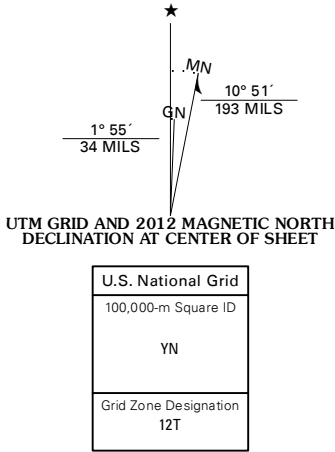 ★
MN
GN
10° 51´
193 MILS
1° 55´
34 MILS
UTM GRID AND 2012 MAGNETIC NORTH
DECLINATION AT CENTER OF SHEET
U.S. National Grid
100,000-m Square ID
YN
Grid Zone Designation
12T